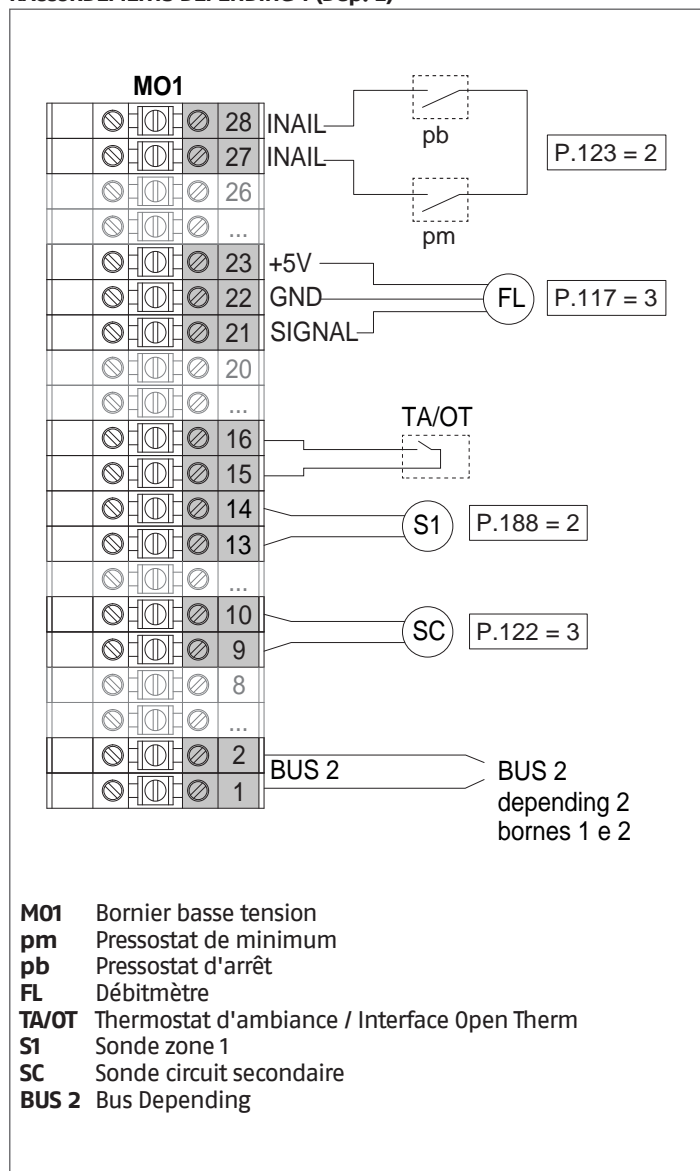 MO1
28 INAIL
pb
27 INAIL
P.123 = 2
26
...
pm
23 +5V
22 GND
FL
P.117 = 3
21 SIGNAL
20
...
TA/OT
16
15
14
S1
P.188 = 2
13
...
10
SC
P.122 = 3
9
8
...
2
BUS 2
BUS 2
1
depending 2
bornes 1 e 2
MO1 Bornier basse tension
pm Pressostat de minimum
pb Pressostat d'arrêt
FL Débitmètre
TA/OT Thermostat d'ambiance / Interface Open Therm
S1 Sonde zone 1
SC Sonde circuit secondaire
BUS 2 Bus Depending